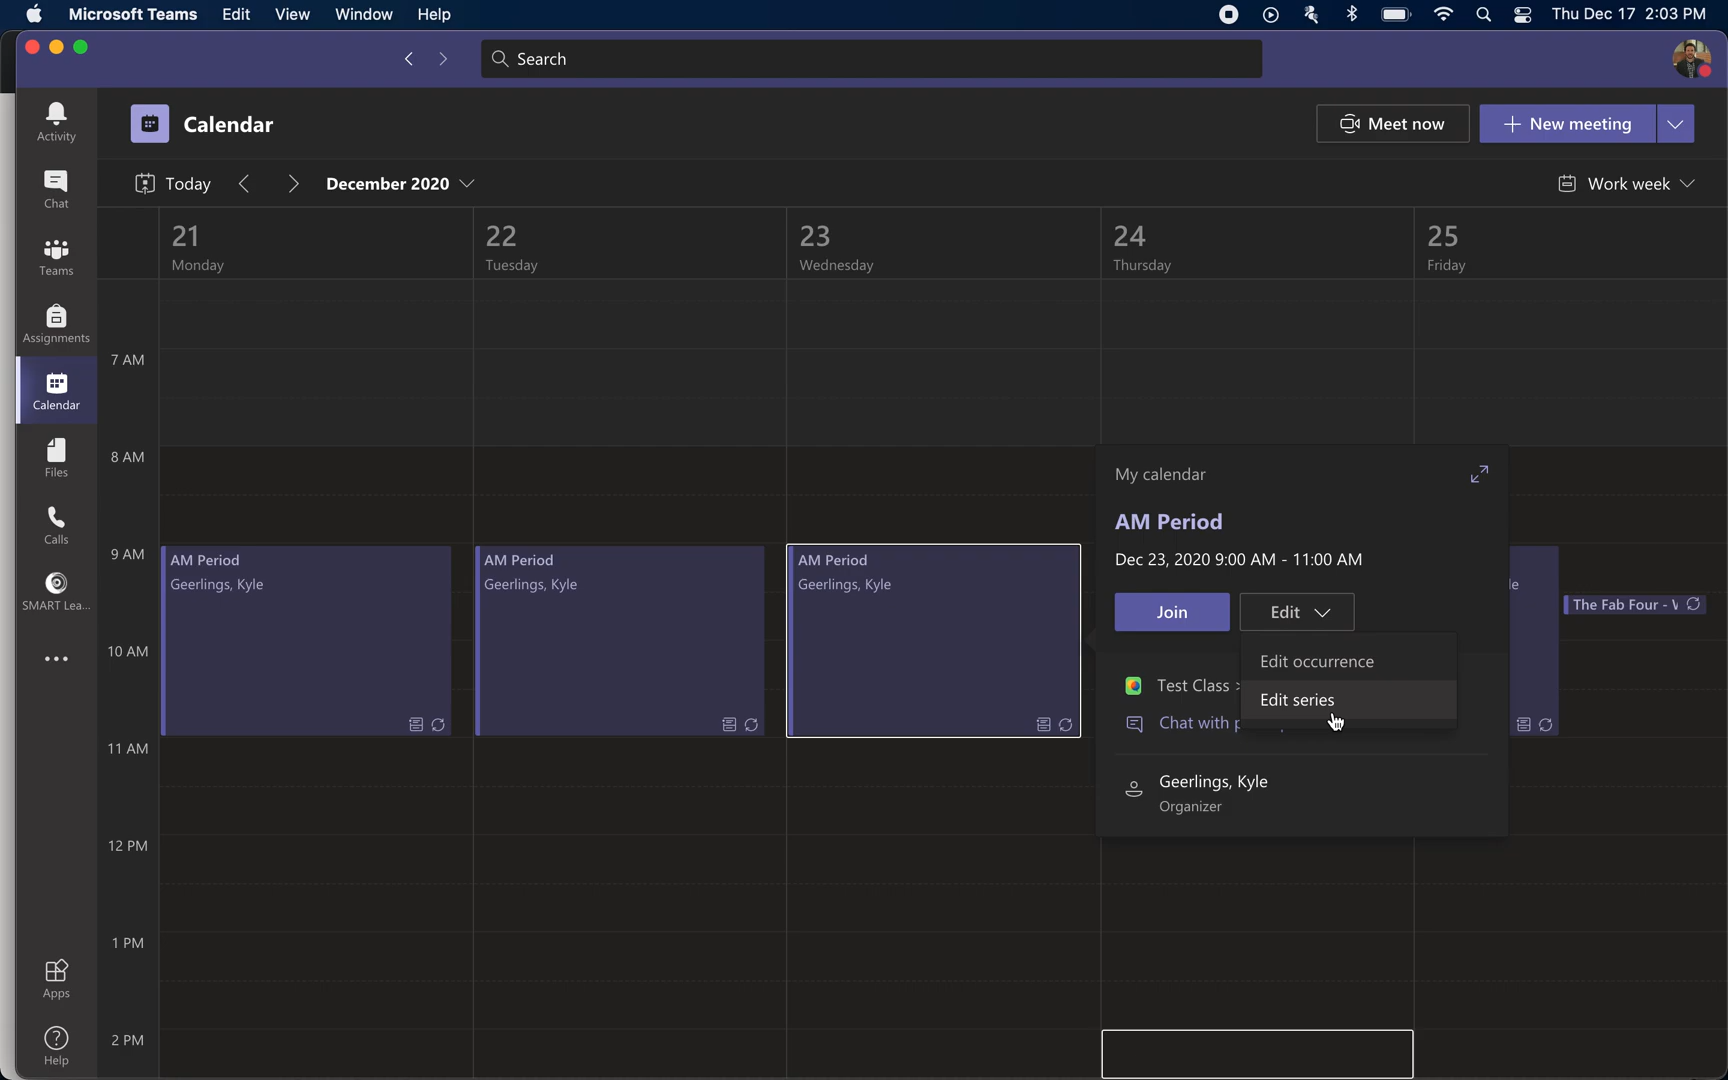 Microsoft Teams Edit View Window Help
Thu Dec 17 2:03 PM
Search
Activity
Chat
Teams
Assignments
Calendar
Files
Calls
SMART Lea...
Apps
Help
Calendar
Meet now
New meeting
Today
December 2020
Work week
21
Monday
22
Tuesday
23
Wednesday
24
Thursday
25
Friday
7 AM
8 AM
9 AM
10 AM
11 AM
12 PM
1 PM
2 PM
AM Period
Geerlings, Kyle
AM Period
Geerlings, Kyle
AM Period
Geerlings, Kyle
My calendar
AM Period
Dec 23, 2020 9:00 AM - 11:00 AM
Join
Edit
Edit occurrence
Edit series
Test Class >
Chat with
Geerlings, Kyle
Organizer
le
The Fab Four -